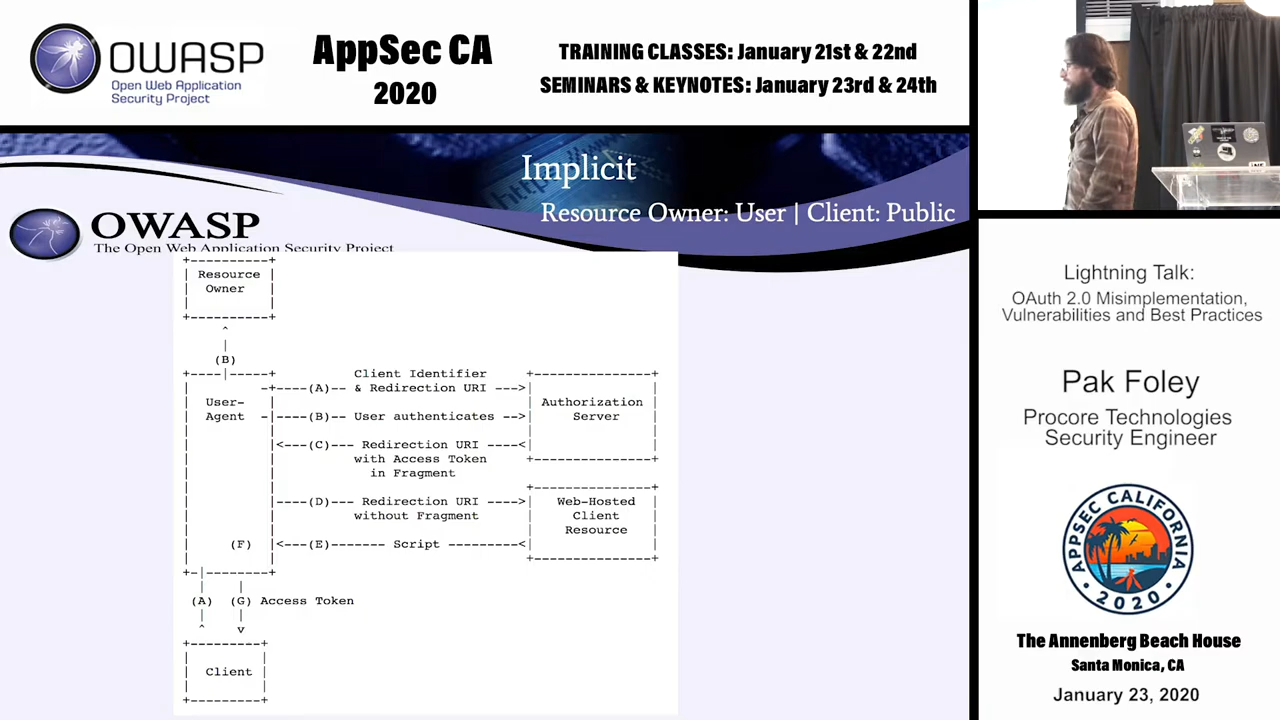 OWASP
Open Web Application
Security Project
AppSec CA
2020
TRAINING CLASSES: January 21st & 22nd
SEMINARS & KEYNOTES: January 23rd & 24th
Implicit
Resource Owner: User | Client: Public
OWASP
The Open Web Application Security Project
Resource
Owner
(B)
Client Identifier
(A) & Redirection URI
User-
Agent
(B) User authenticates
Authorization
Server
(C) Redirection URI
with Access Token
in Fragment
(D) Redirection URI
without Fragment
Web-Hosted
Client
Resource
(F)
(E) Script
(A) (G) Access Token
Client
Lightning Talk:
OAuth 2.0 Misimplementation,
Vulnerabilities and Best Practices
Pak Foley
Procore Technologies
Security Engineer
APPSEC CALIFORNIA
2020
The Annenberg Beach House
Santa Monica, CA
January 23, 2020